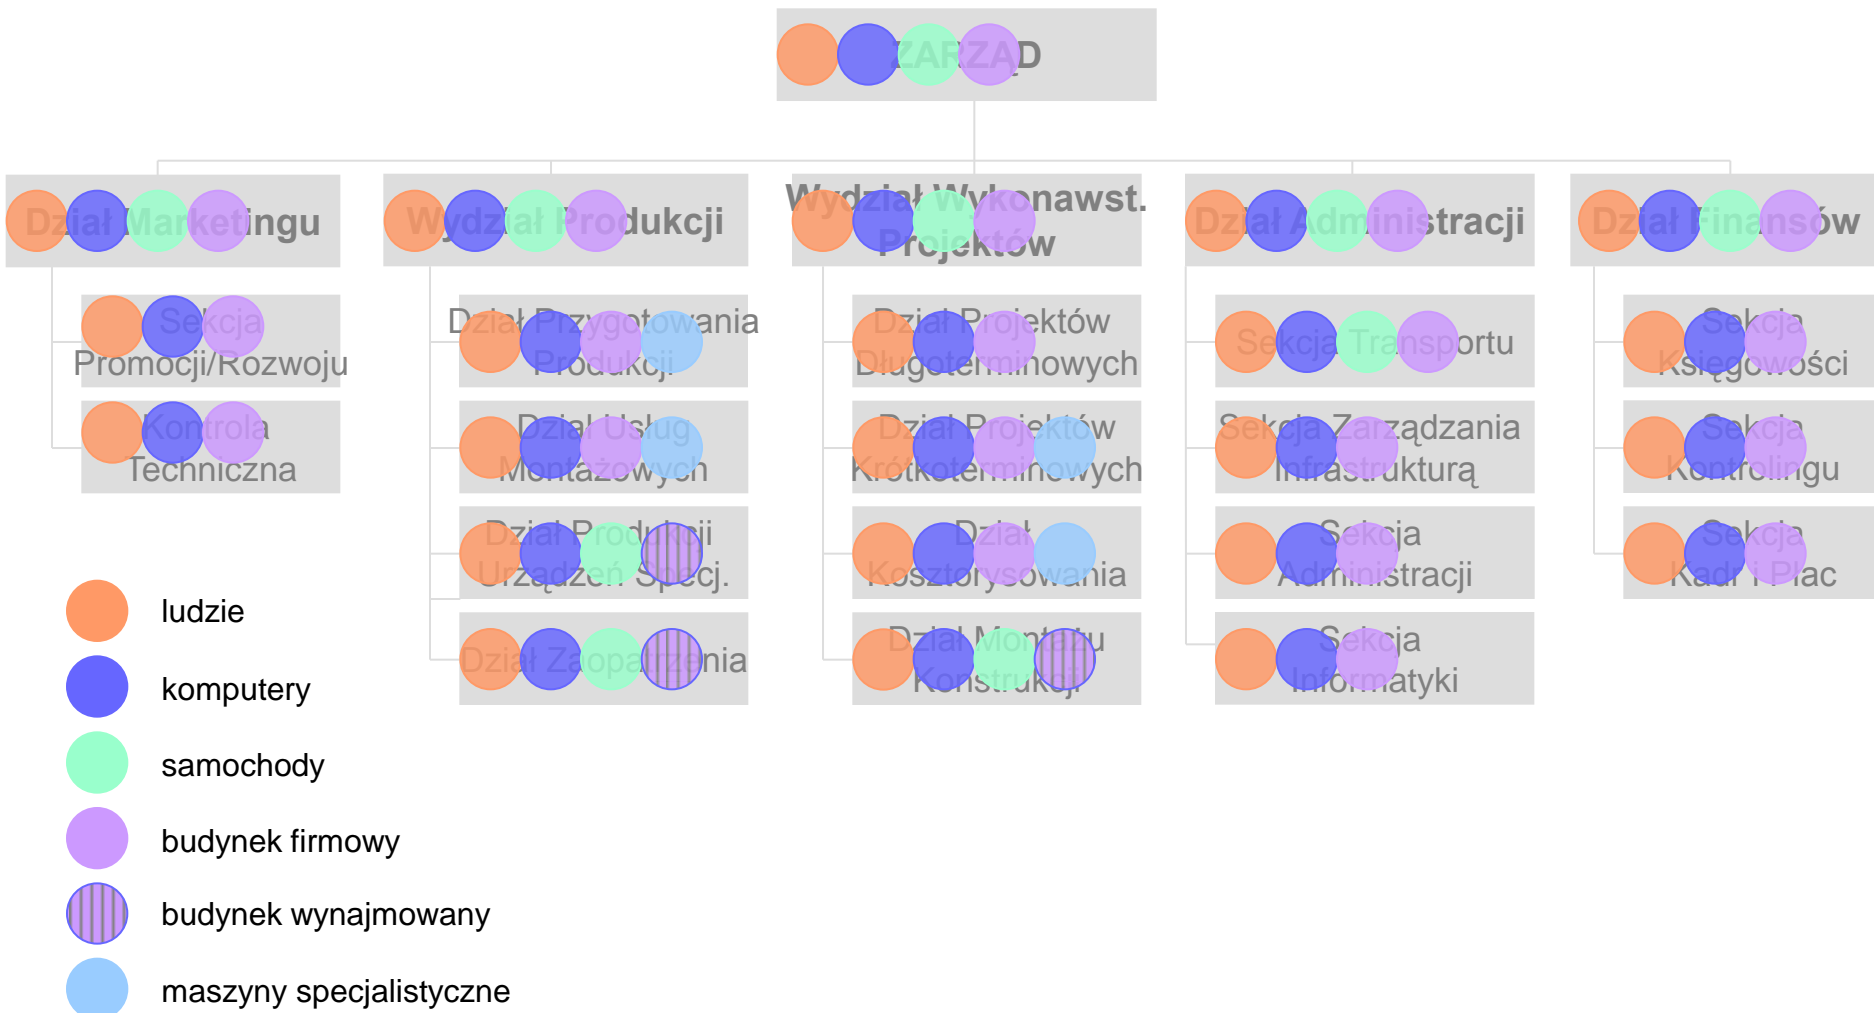 ZARZĄD
Dział Marketingu
Sekcja
Promocji/Rozwoju
Kontrola
Techniczna
Wydział Produkcji
Dział Przygotowania
Produkcji
Dział Usług
Montażowych
Dział Produkcji
Urządzeń Specj.
Dział Zaopatrzenia
Wydział Wykonawst.
Projektów
Dział Projektów
Długoterminowych
Dział Projektów
Krótkoterminowych
Dział
Kosztorysowania
Dział Montażu
Konstrukcji
Dział Administracji
Sekcja Transportu
Sekcja Zarządzania
Infrastrukturą
Sekcja
Administracji
Sekcja
Informatyki
Dział Finansów
Sekcja
Księgowości
Sekcja
Kontrolingu
Sekcja
Kadr i Płac
ludzie
komputery
samochody
budynek firmowy
budynek wynajmowany
maszyny specjalistyczne